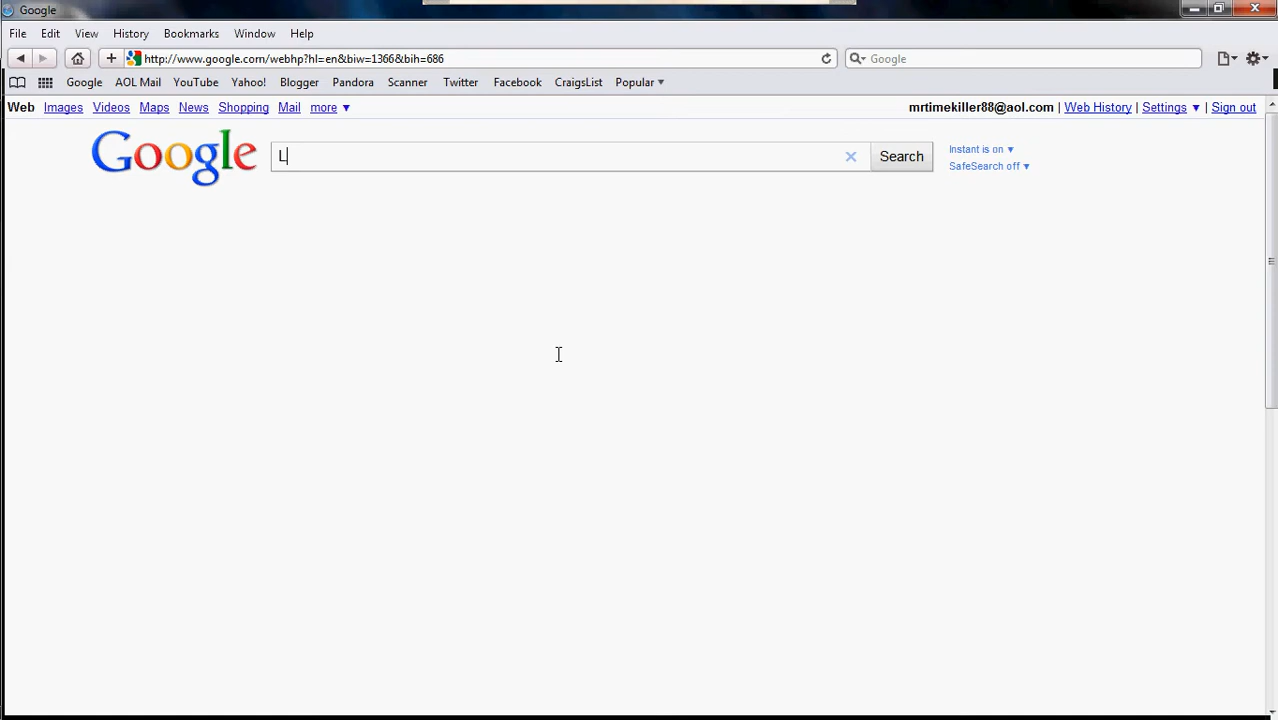 Google
File Edit View History Bookmarks Window Help
http://www.google.com/webhp?hl=en&biw=1366&bih=686 Google
Google AOL Mail YouTube Yahoo! Blogger Pandora Scanner Twitter Facebook CraigsList Popular
Web Images Videos Maps News Shopping Mail more mrtimekiller88@aol.com | Web History | Settings | Sign out
Google L Search Instant is on
SafeSearch off